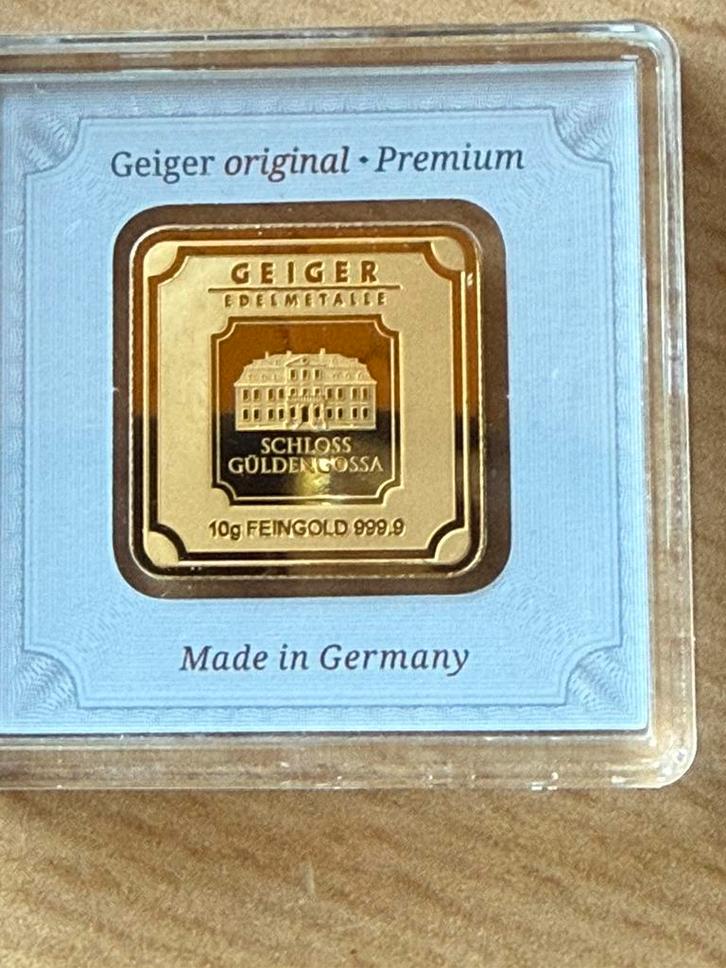 Geiger original • Premium
GEIGER
EDELMETALLE
SCHLOSS
GÜLDENGOSSA
10g FEINGOLD 999.9
Made in Germany